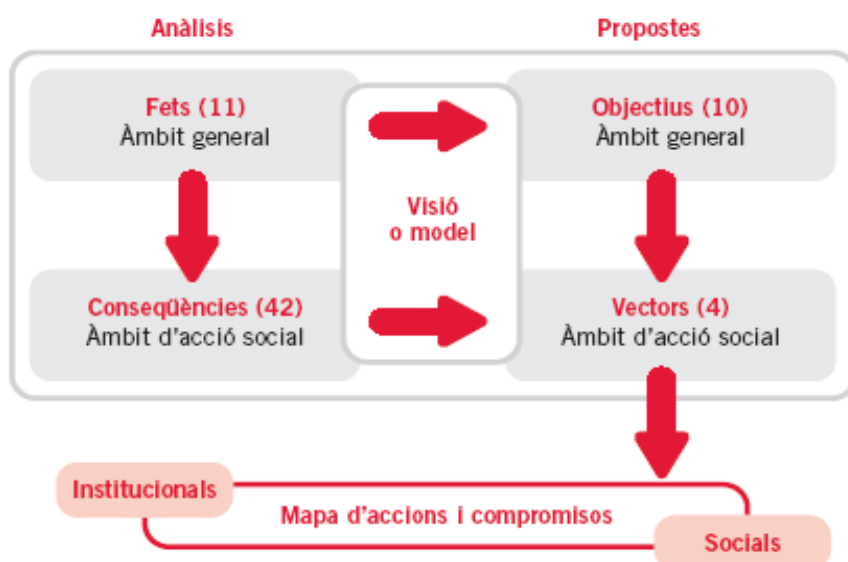 Anàlisis
Propostes
Fets (11)
Àmbit general
Objectius (10)
Àmbit general
Visió
o model
Conseqüències (42)
Àmbit d'acció social
Vectors (4)
Àmbit d'acció social
Institucionals
Mapa d'accions i compromisos
Socials